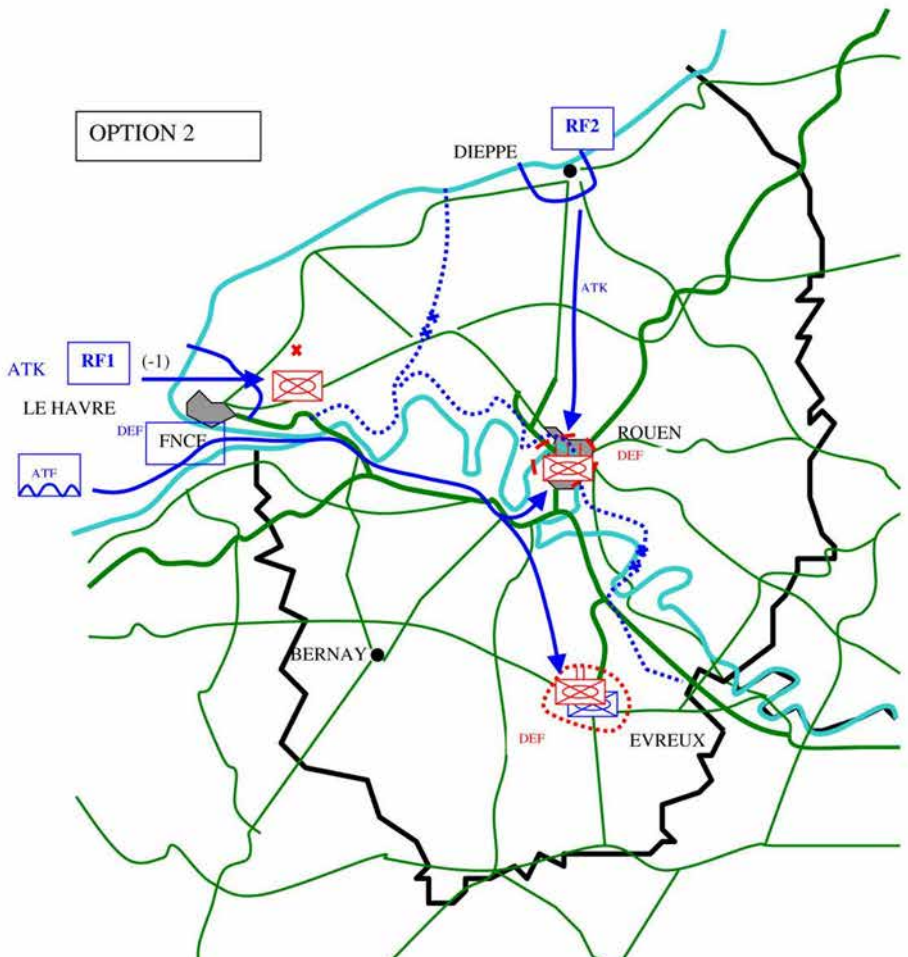 OPTION 2
RF2
DIEPPE
ATK
ATK
RF1
(-1)
LE HAVRE
DEF
FNCE
ROUEN
DEF
ATF
BERNAY
DEF
EVREUX